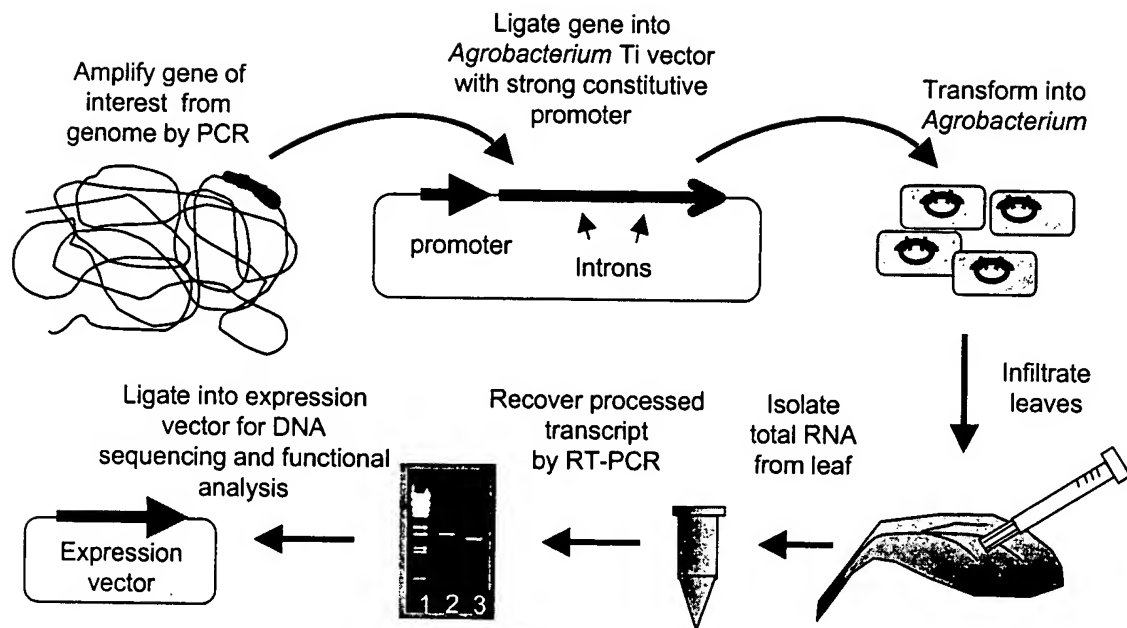 Amplify gene of
interest from
genome by PCR
Ligate gene into
Agrobacterium Ti vector
with strong constitutive
promoter
Transform into
Agrobacterium
promoter
Introns
Infiltrate
leaves
Isolate
total RNA
from leaf
Recover processed
transcript
by RT-PCR
Ligate into expression
vector for DNA
sequencing and functional
analysis
Expression
vector
1 2 3